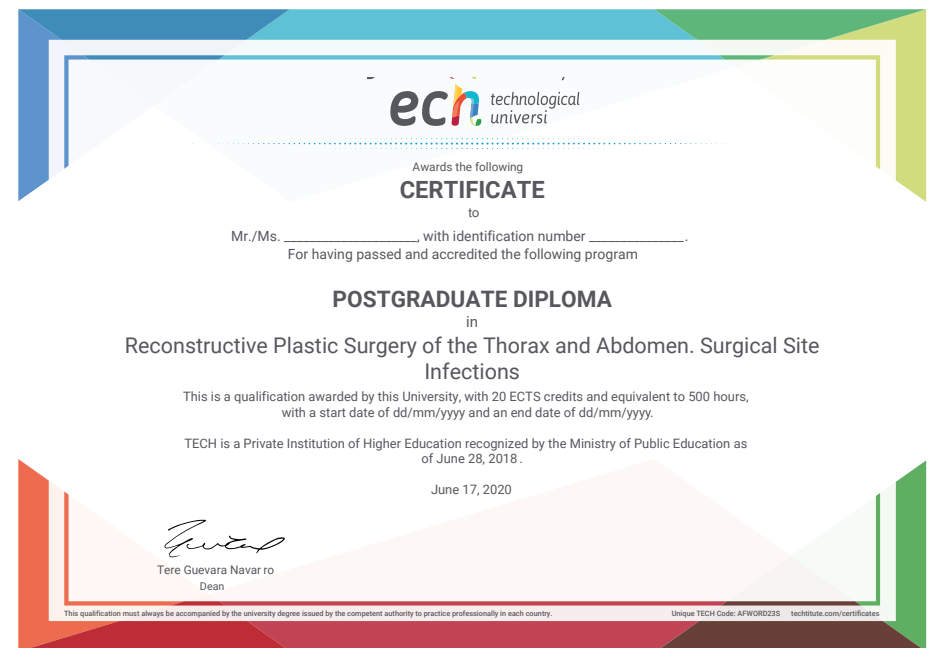 ech technological
universi
Awards the following
CERTIFICATE
to
Mr./Ms. ____________________, with identification number ______________.
For having passed and accredited the following program
POSTGRADUATE DIPLOMA
in
Reconstructive Plastic Surgery of the Thorax and Abdomen. Surgical Site
Infections
This is a qualification awarded by this University, with 20 ECTS credits and equivalent to 500 hours,
with a start date of dd/mm/yyyy and an end date of dd/mm/yyyy.
TECH is a Private Institution of Higher Education recognized by the Ministry of Public Education as
of June 28, 2018.
June 17, 2020
Tere Guevara Navar ro
Dean
This qualification must always be accompanied by the university degree issued by the competent authority to practice professionally in each country.
Unique TECH Code: AFWORD23S techtitute.com/certificates